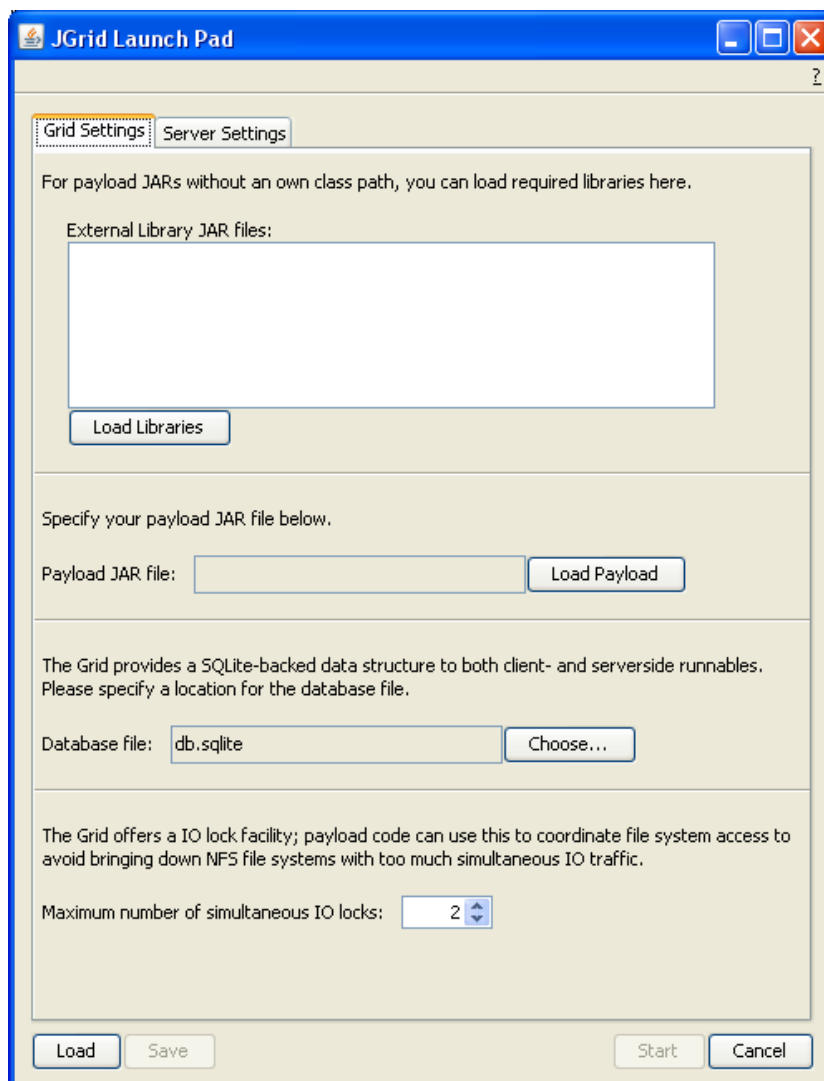 JGrid Launch Pad
?
Grid Settings Server Settings
For payload JARs without an own class path, you can load required libraries here.
External Library JAR files:
Load Libraries
Specify your payload JAR file below.
Payload JAR file: Load Payload
The Grid provides a SQLite-backed data structure to both client- and serverside runnables.
Please specify a location for the database file.
Database file: db.sqlite Choose...
The Grid offers a IO lock facility; payload code can use this to coordinate file system access to
avoid bringing down NFS file systems with too much simultaneous IO traffic.
Maximum number of simultaneous IO locks: 2
Load Save Start Cancel